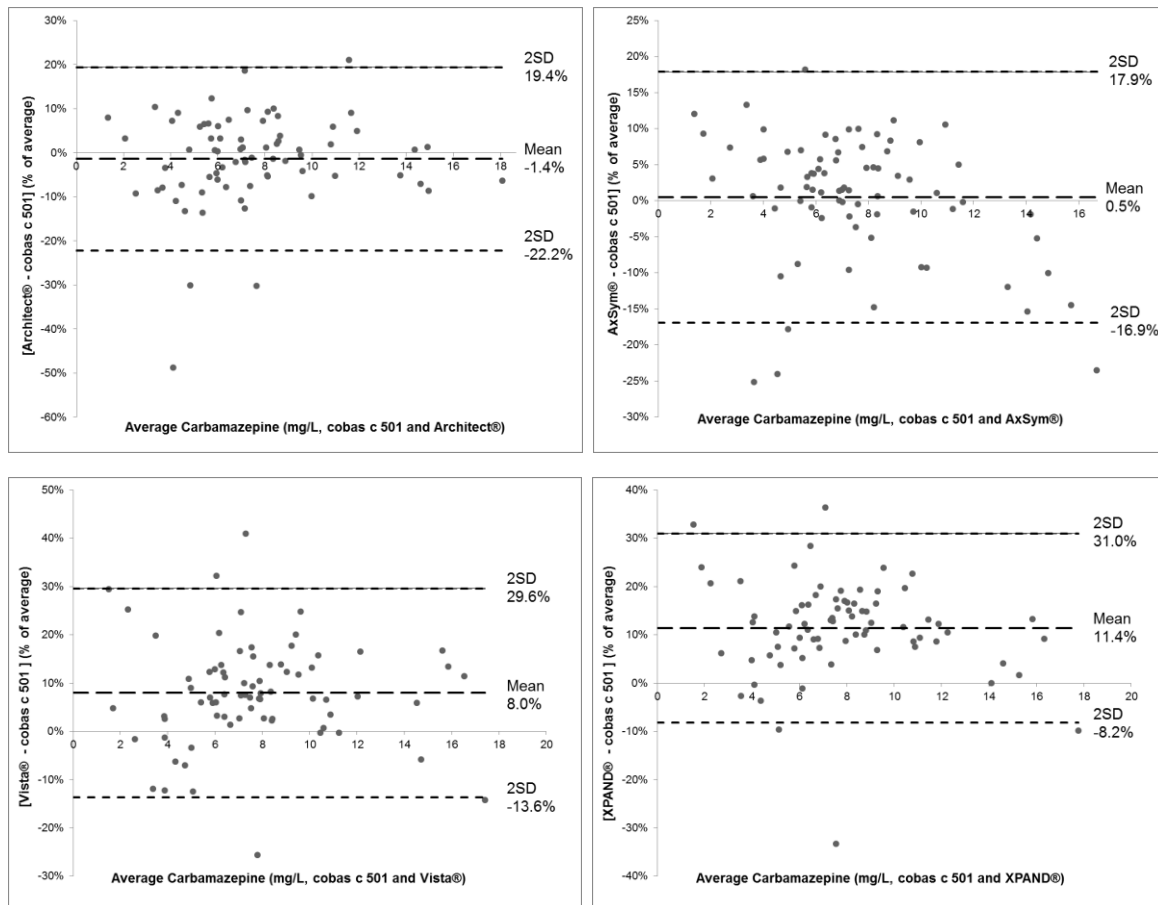 30%
20%
10%
0%
-10%
-20%
-30%
-40%
-50%
-60%
0 2 4 6 8 10 12 14 16 18
2SD
19.4%
Mean
-1.4%
2SD
-22.2%
[Architect® - cobas c 501] (% of average)
Average Carbamazepine (mg/L, cobas c 501 and Architect®)
25%
20%
15%
10%
5%
0%
-5%
-10%
-15%
-20%
-25%
-30%
0 2 4 6 8 10 12 14 16
2SD
17.9%
Mean
0.5%
2SD
-16.9%
AxSym® - cobas c 501] (% of average)
Average Carbamazepine (mg/L, cobas c 501 and AxSym®)
50%
40%
30%
20%
10%
0%
-10%
-20%
-30%
0 2 4 6 8 10 12 14 16 18 20
2SD
29.6%
Mean
8.0%
2SD
-13.6%
[Vista® - cobas c 501 ] (% of average)
Average Carbamazepine (mg/L, cobas c 501 and Vista®)
40%
30%
20%
10%
0%
-10%
-20%
-30%
-40%
0 2 4 6 8 10 12 14 16 18 20
2SD
31.0%
Mean
11.4%
2SD
-8.2%
[XPAND® - cobas c 501 ] (% of average)
Average Carbamazepine (mg/L, cobas c 501 and XPAND®)